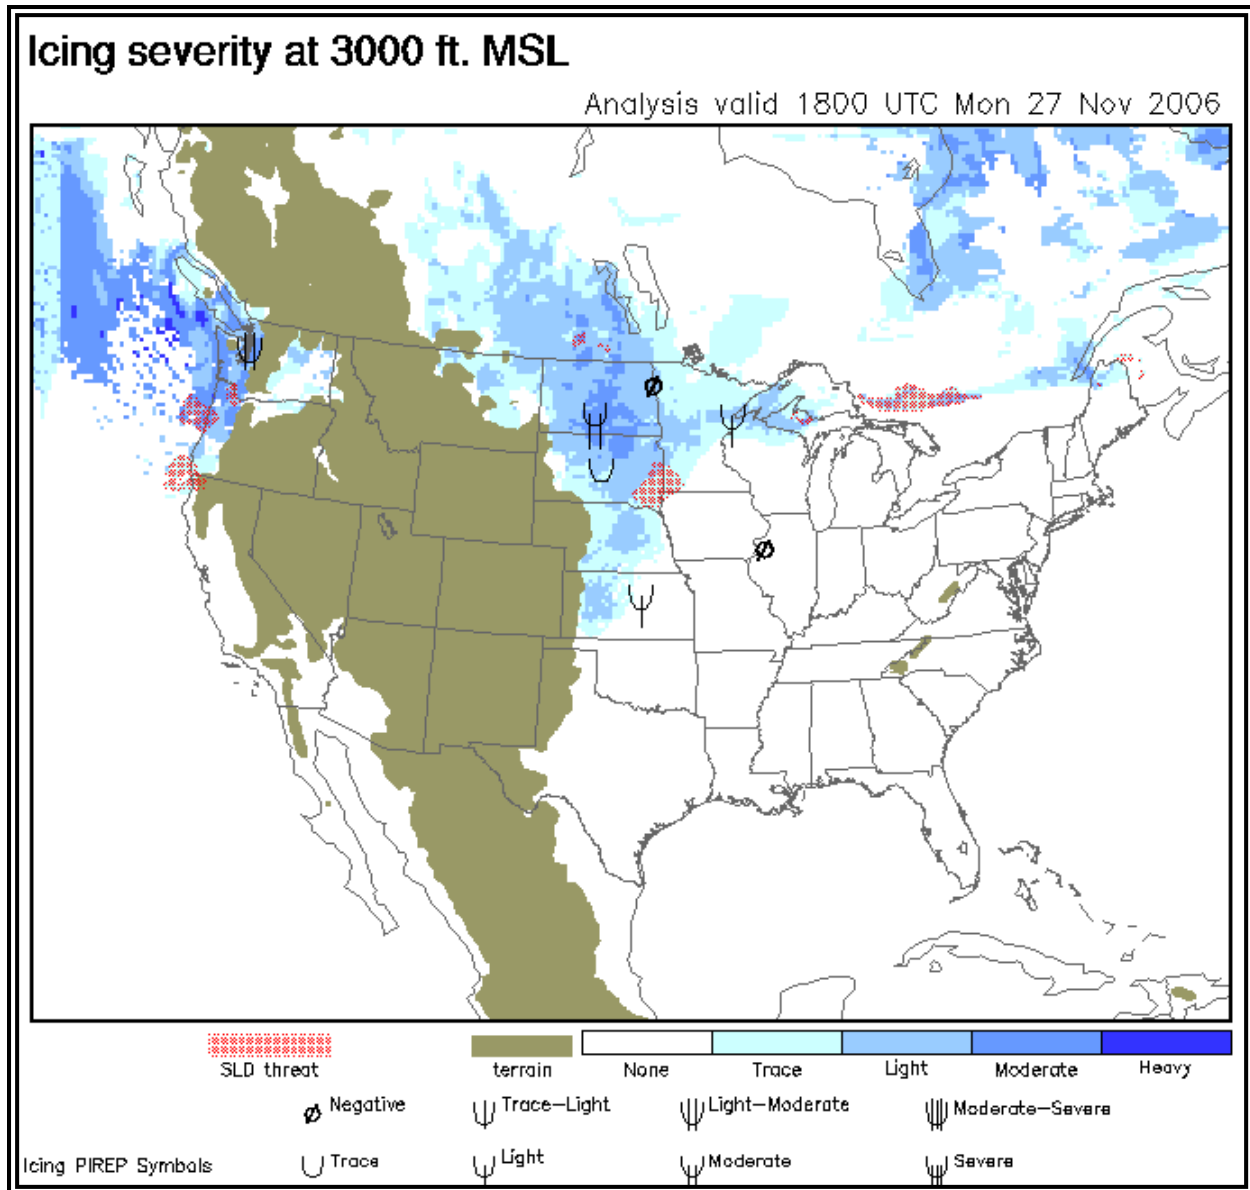 Icing severity at 3000 ft. MSL
Analysis valid 1800 UTC Mon 27 Nov 2006
SLD threat terrain None Trace Light Moderate Heavy
Negative Trace-Light Light-Moderate Moderate-Severe
Icing PIREP Symbols Trace Light Moderate Severe